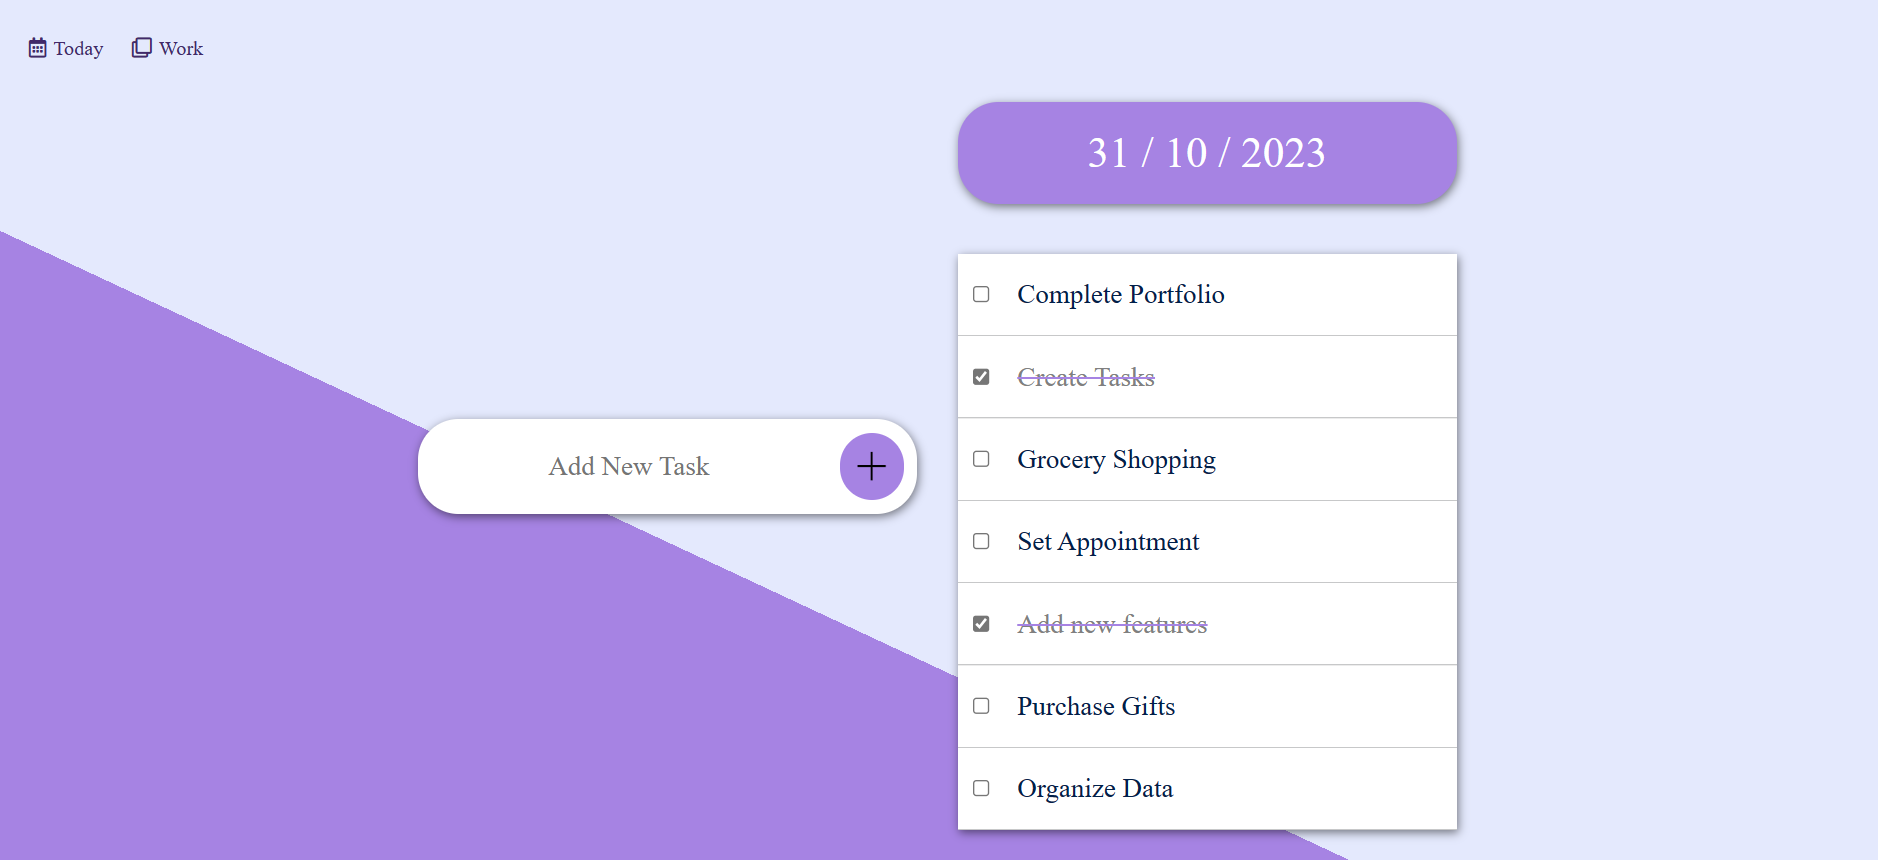 Today
Work
31 / 10 / 2023
Complete Portfolio
Create Tasks
Grocery Shopping
Add New Task
Set Appointment
Add new features
Purchase Gifts
Organize Data